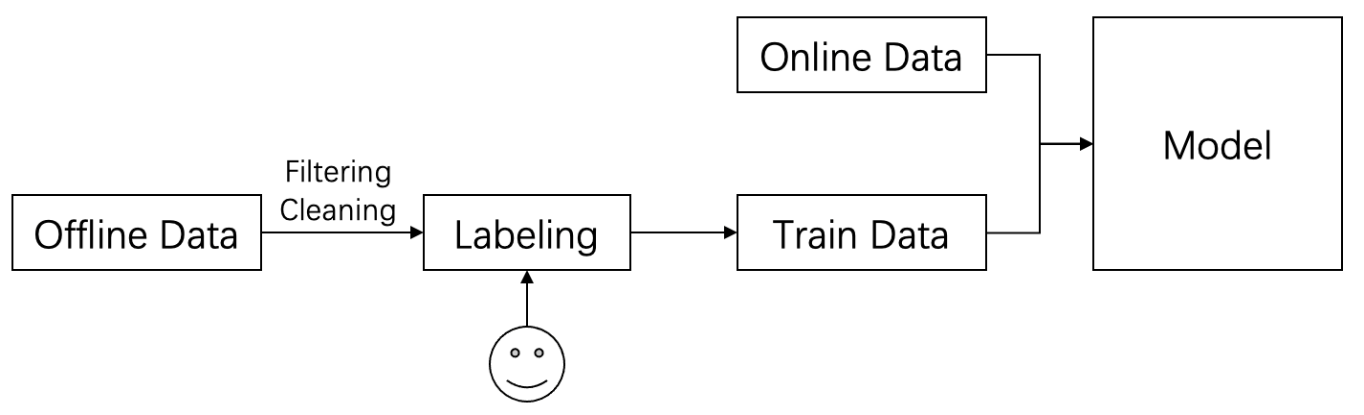 Online Data
Model
Filtering
Cleaning
Offline Data
Labeling
Train Data